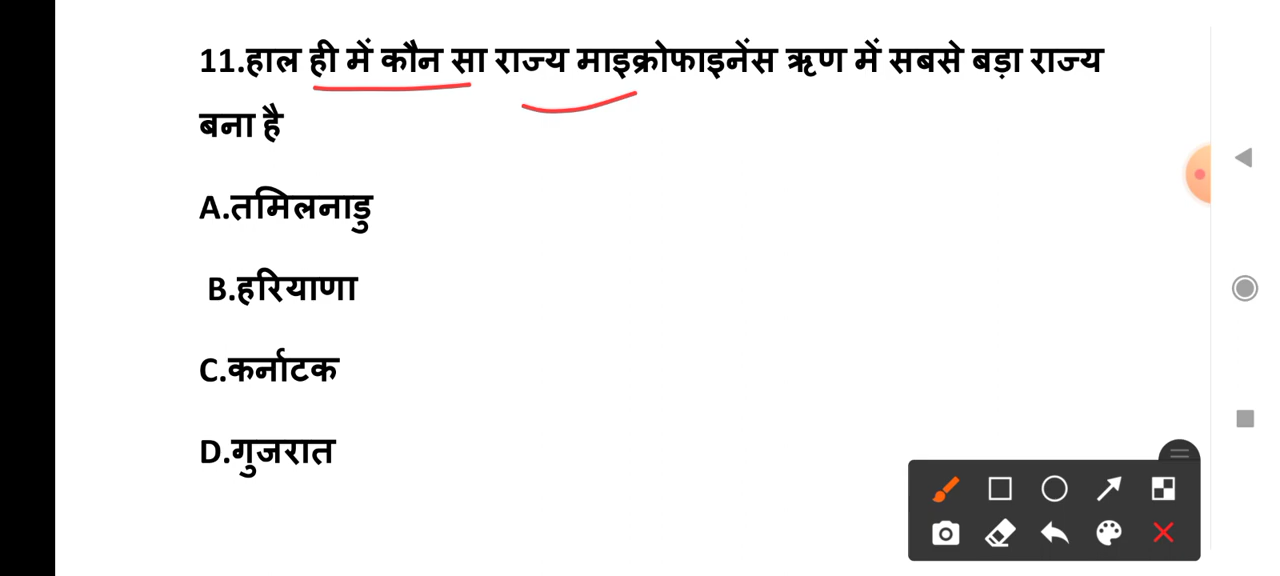 11.हाल ही में कौन सा राज्य माइक्रोफाइनेंस ऋण में सबसे बड़ा राज्य
बना है
A.तमिलनाडु
B.हरियाणा
C.कर्नाटक
D.गुजरात